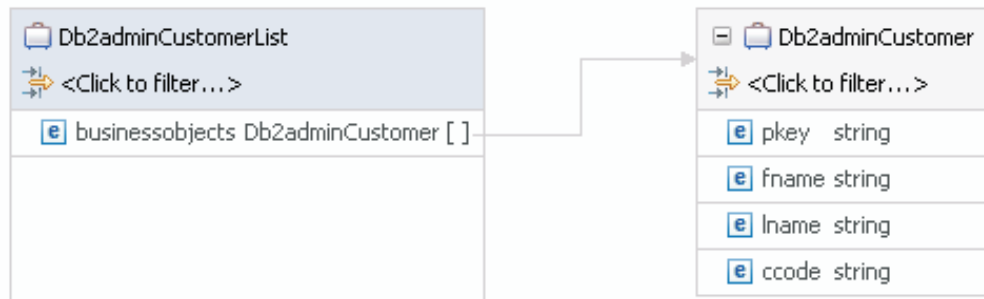 Db2adminCustomerList
<Click to filter...>
e businessobjects Db2adminCustomer [ ]
Db2adminCustomer
<Click to filter...>
e pkey string
e fname string
e lname string
e ccode string